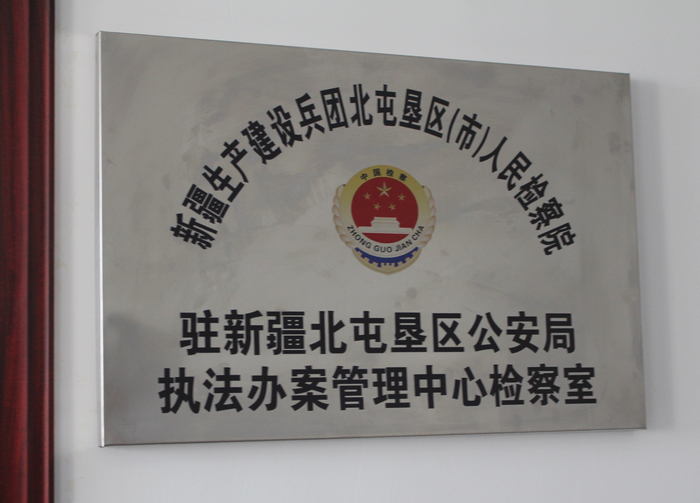 新疆生产建设兵团北屯垦区(市)人民检察院
中国检察
ZHONG GUO JIAN CHA
驻新疆北屯垦区公安局
执法办案管理中心检察室